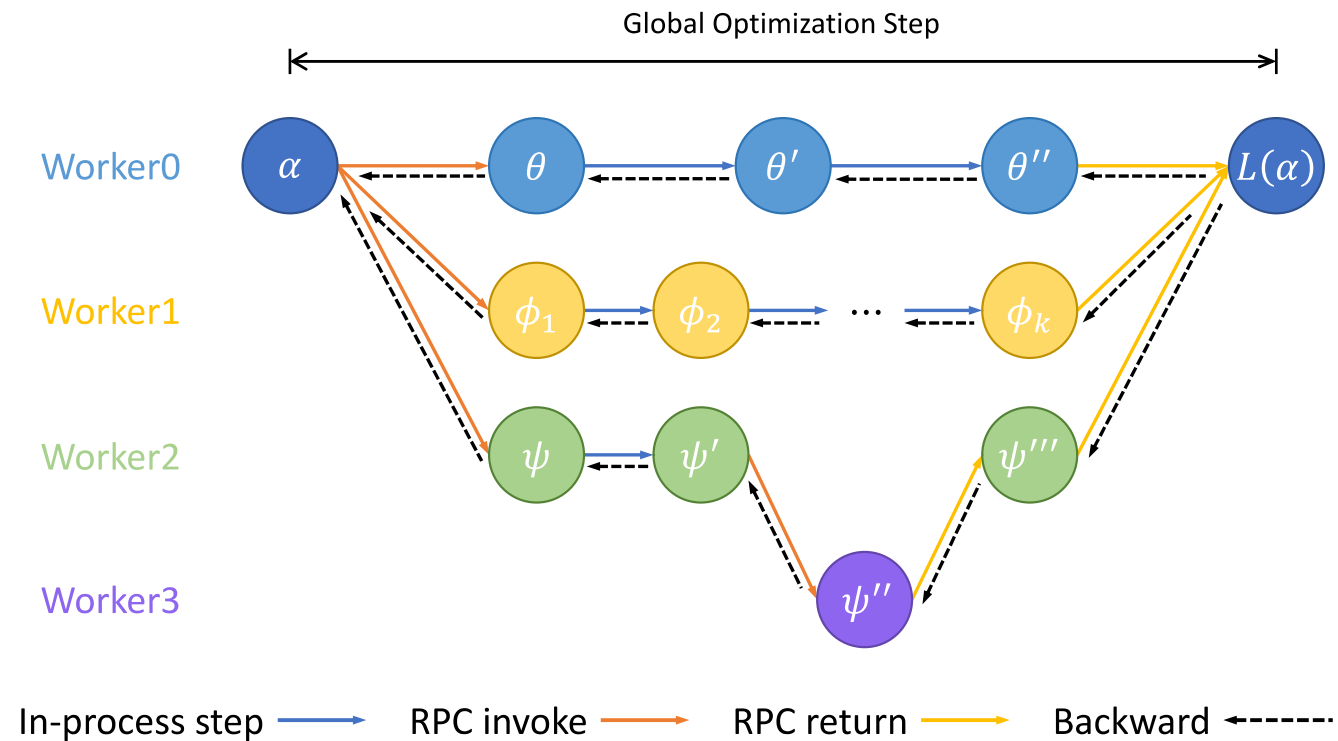 Global Optimization Step
Worker0 α θ θ′ θ′′ L(α)
Worker1 ϕ₁ ϕ₂ ... ϕₖ
Worker2 ψ ψ′ ψ′′′
Worker3 ψ′′
In-process step RPC invoke RPC return Backward